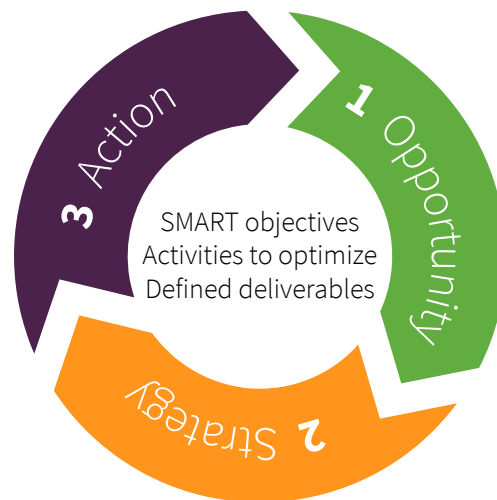 1 Opportunity
2 Strategy
3 Action
SMART objectives
Activities to optimize
Defined deliverables